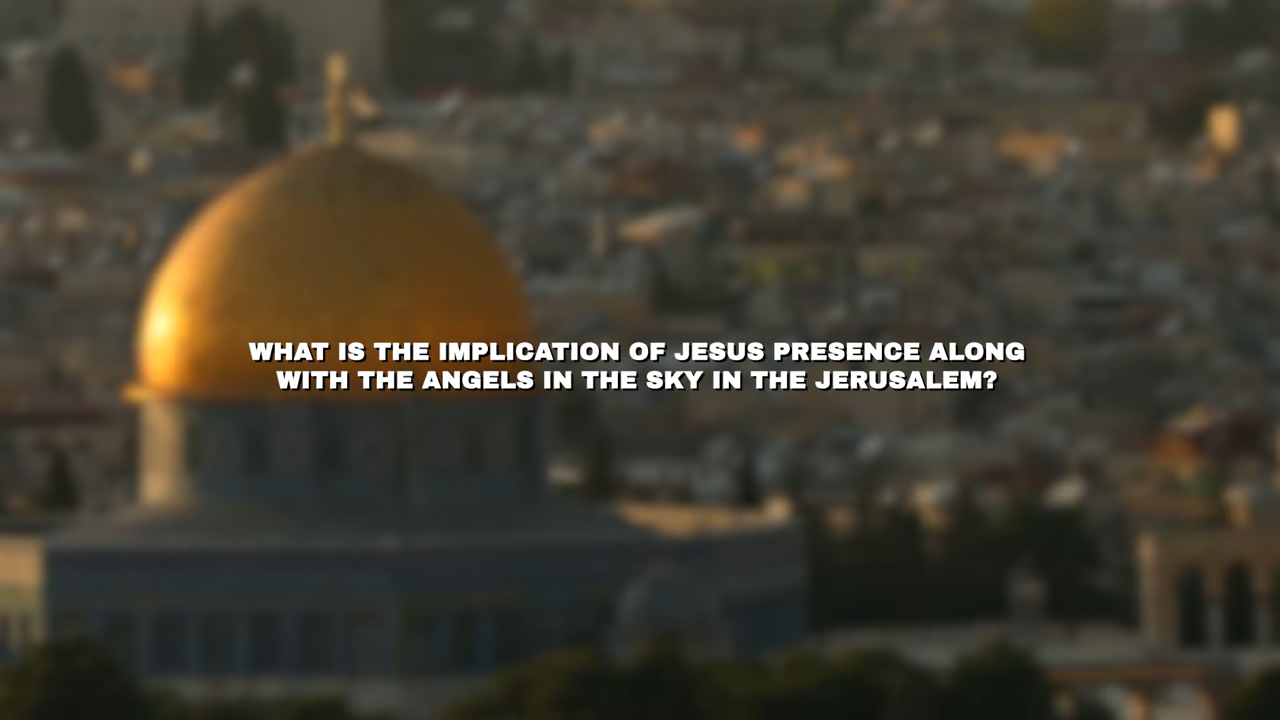 WHAT IS THE IMPLICATION OF JESUS PRESENCE ALONG
WITH THE ANGELS IN THE SKY IN THE JERUSALEM?